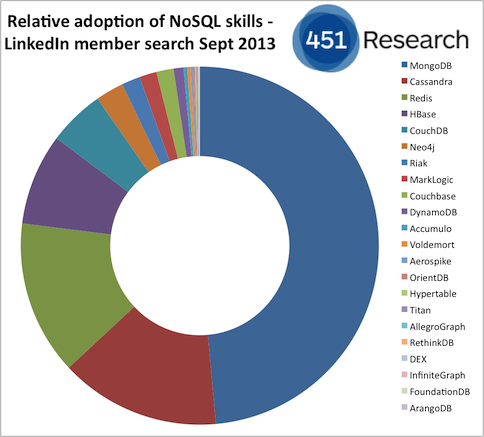 Relative adoption of NoSQL skills -
LinkedIn member search Sept 2013
451 Research
MongoDB
Cassandra
Redis
HBase
CouchDB
Neo4j
Riak
MarkLogic
Couchbase
DynamoDB
Accumulo
Voldemort
Aerospike
OrientDB
Hypertable
Titan
AllegroGraph
RethinkDB
DEX
InfiniteGraph
FoundationDB
ArangoDB